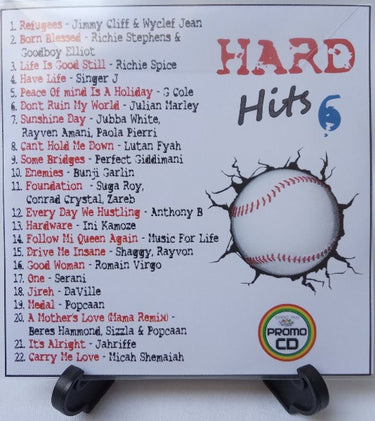 1. Refugees - Jimmy Cliff & Wyclef Jean
2. Born Blessed - Richie Stephens &
Goodboy Elliot
3. Life Is Good Still - Richie Spice
4. Have Life - Singer J
5. Peace Of mind Is A Holiday - G Cole
6. Dont Ruin My World - Julian Marley
7. Sunshine Day - Jubba White,
Rayven Amani, Paola Pierri
8. Cant Hold Me Down - Lutan Fyah
9. Some Bridges - Perfect Giddimani
10. Enemies - Bunji Garlin
11. Foundation - Suga Roy,
Conrad Crystal, Zareb
12. Every Day We Hustling - Anthony B
13. Hardware - Ini Kamoze
14. Follow Mi Queen Again - Music For Life
15. Drive Me Insane - Shaggy, Rayvon
16. Good Woman - Romain Virgo
17. One - Serani
18. Jireh - DaVille
19. Medal - Popcaan
20. A Mother's Love (Mama Remix) -
Beres Hammond, Sizzla & Popcaan
21. It's Alright - Jahriffe
22. Carry Me Love - Micah Shemaiah
HARD
Hits 6
PROMO
CD